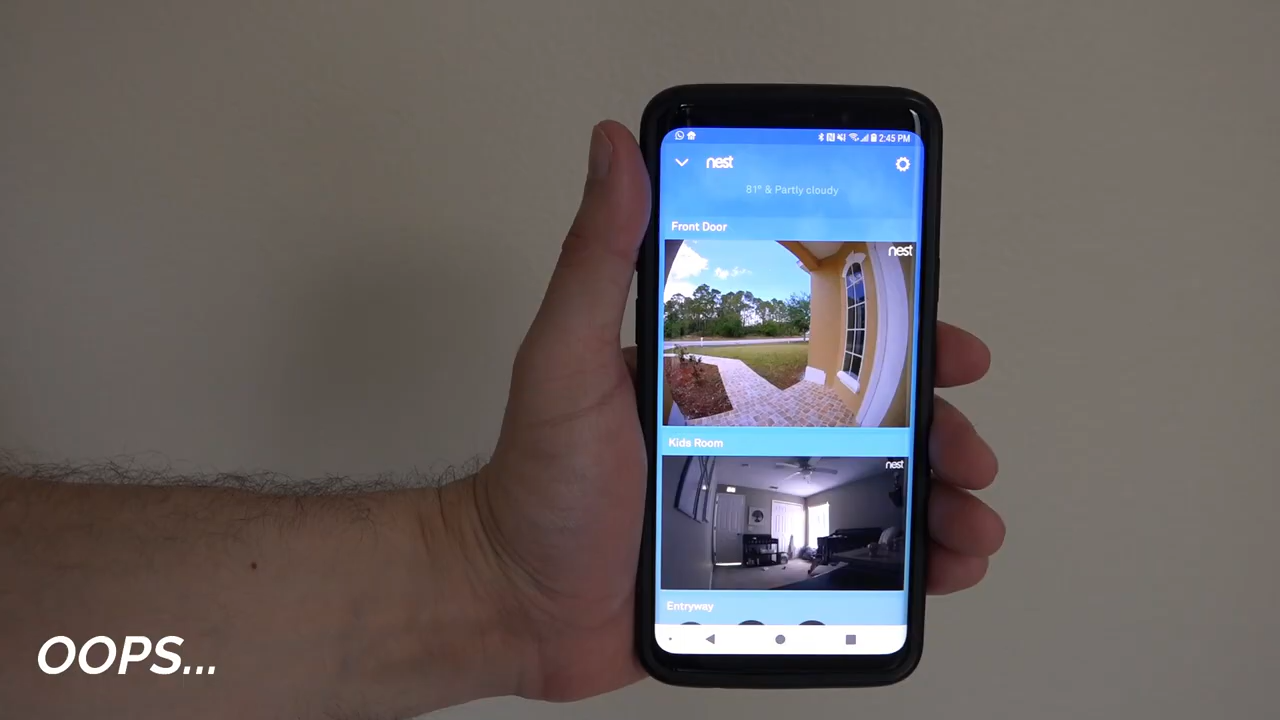 2:45 PM
nest
81° & Partly cloudy
Front Door
nest
Kids Room
nest
Entryway
OOPS...